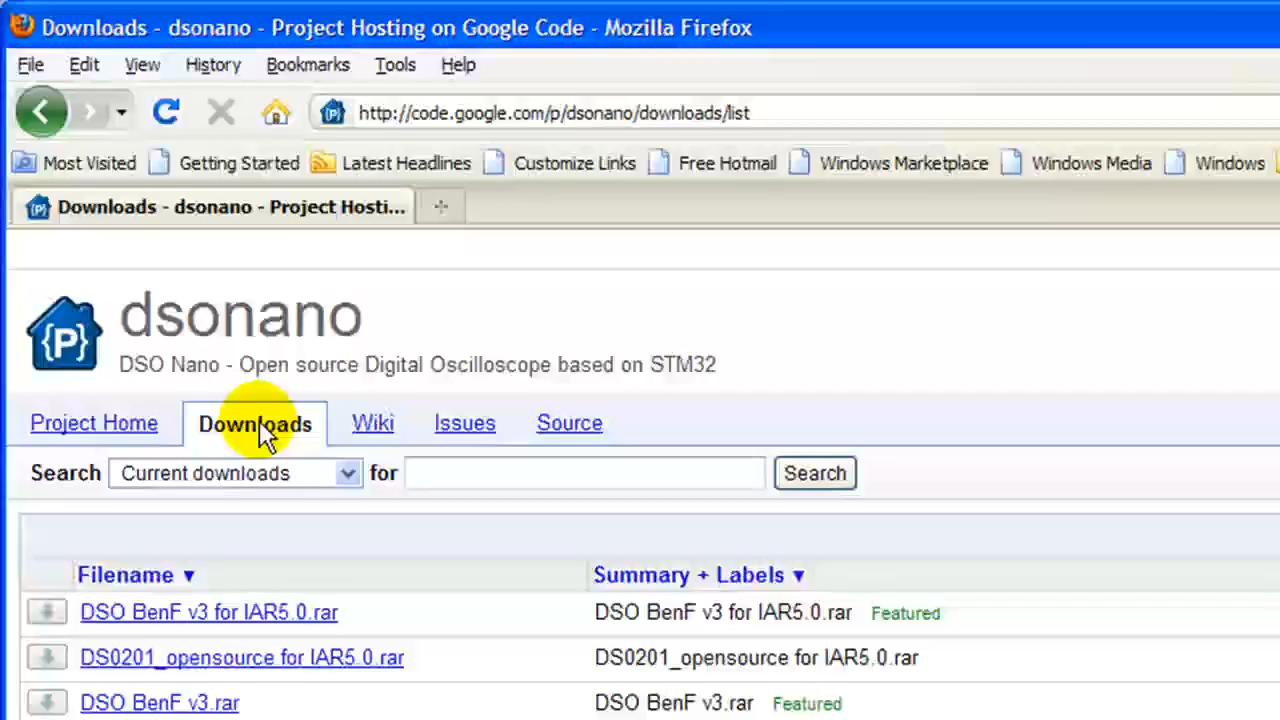 Downloads - dsonano - Project Hosting on Google Code - Mozilla Firefox
File Edit View History Bookmarks Tools Help
{P} http://code.google.com/p/dsonano/downloads/list
Most Visited Getting Started Latest Headlines Customize Links Free Hotmail Windows Marketplace Windows Media Windows
{P} Downloads - dsonano - Project Hosti...
{P} dsonano
DSO Nano - Open source Digital Oscilloscope based on STM32
Project Home Downloads Wiki Issues Source
Search Current downloads for Search
Filename ▼ Summary + Labels ▼
DSO BenF v3 for IAR5.0.rar DSO BenF v3 for IAR5.0.rar Featured
DS0201_opensource for IAR5.0.rar DS0201_opensource for IAR5.0.rar
DSO BenF v3.rar DSO BenF v3.rar Featured